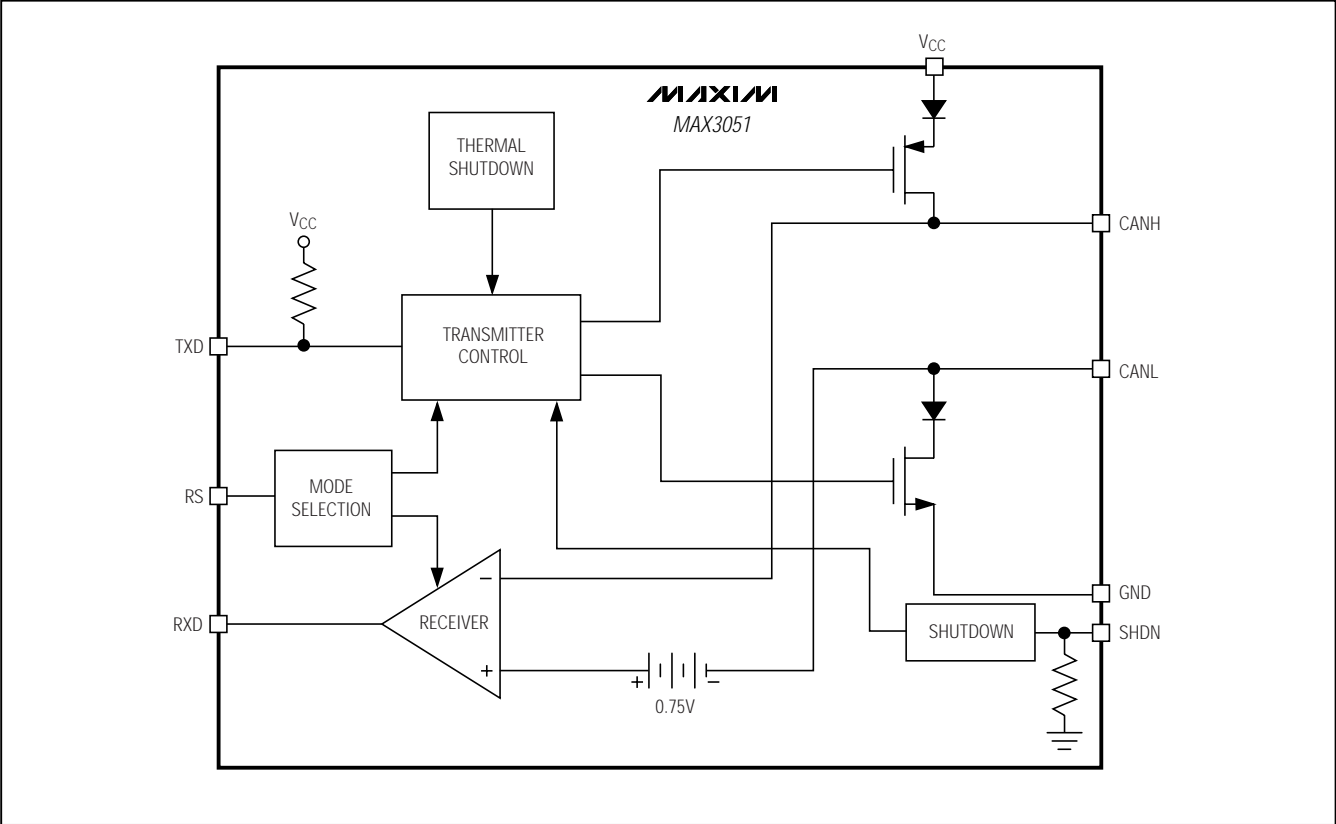 VCC
MAXIM
MAX3051
THERMAL
SHUTDOWN
VCC
CANH
TRANSMITTER
CONTROL
TXD
CANL
MODE
SELECTION
RS
GND
RXD
RECEIVER
−
+
SHUTDOWN
SHDN
+
−
0.75V